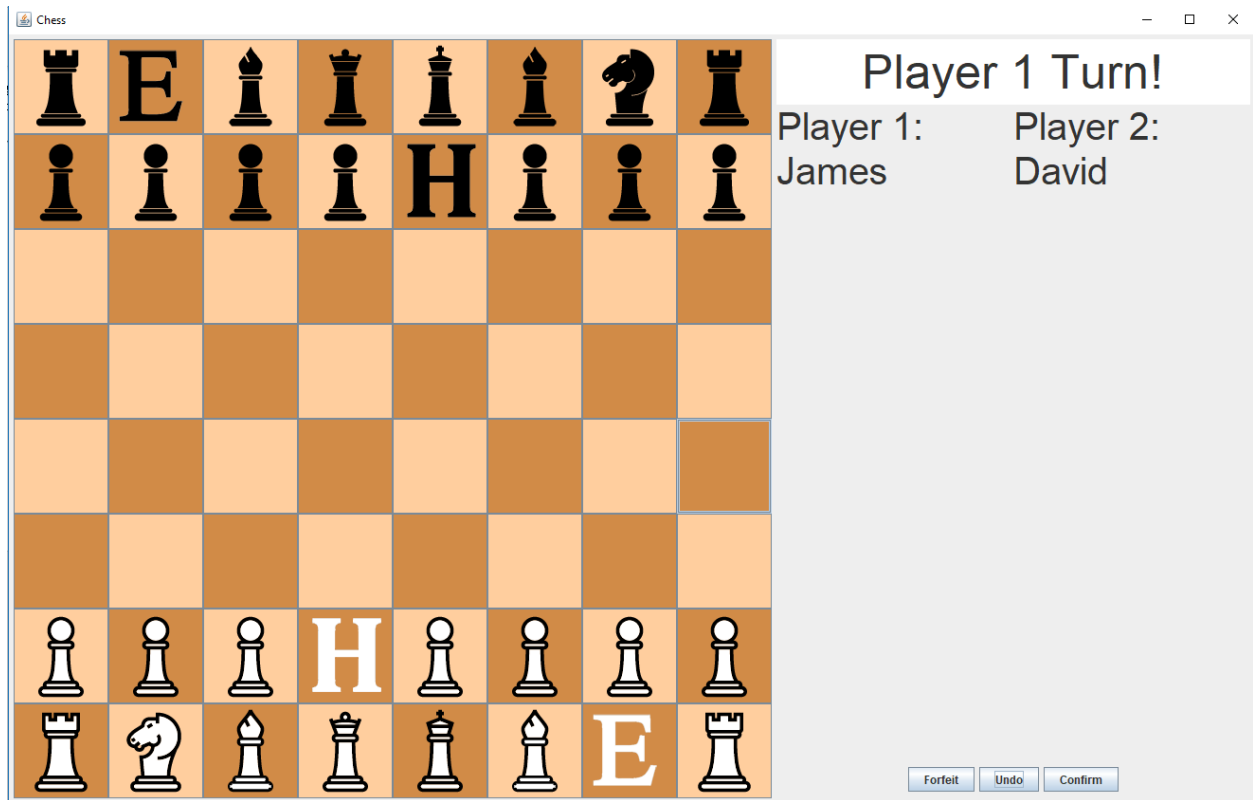 Chess
E
H
H
E
Player 1 Turn!
Player 1:
Player 2:
James
David
Forfeit
Undo
Confirm